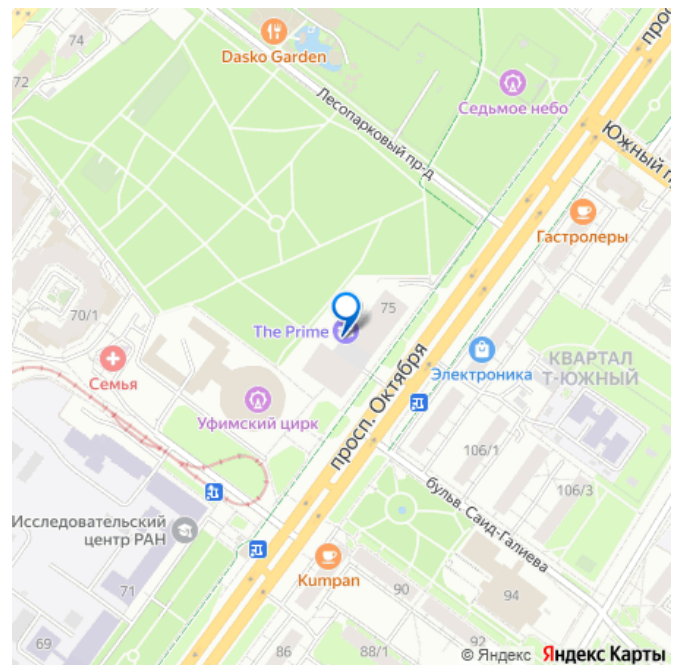 74
Dasko Garden
72
Седьмое небо
Лесопарковый пр-д
Гастролеры
75
The Prime
70/1
Семья
Электроника
КВАРТАЛ
Т-ЮЖНЫЙ
Уфимский цирк
просп. Октября
106/1
106/3
бульв. Саид-Галиева
Исследовательский
центр РАН
Kumpan
71
90
94
69
86
88/1
92
© Яндекс Яндекс Карты